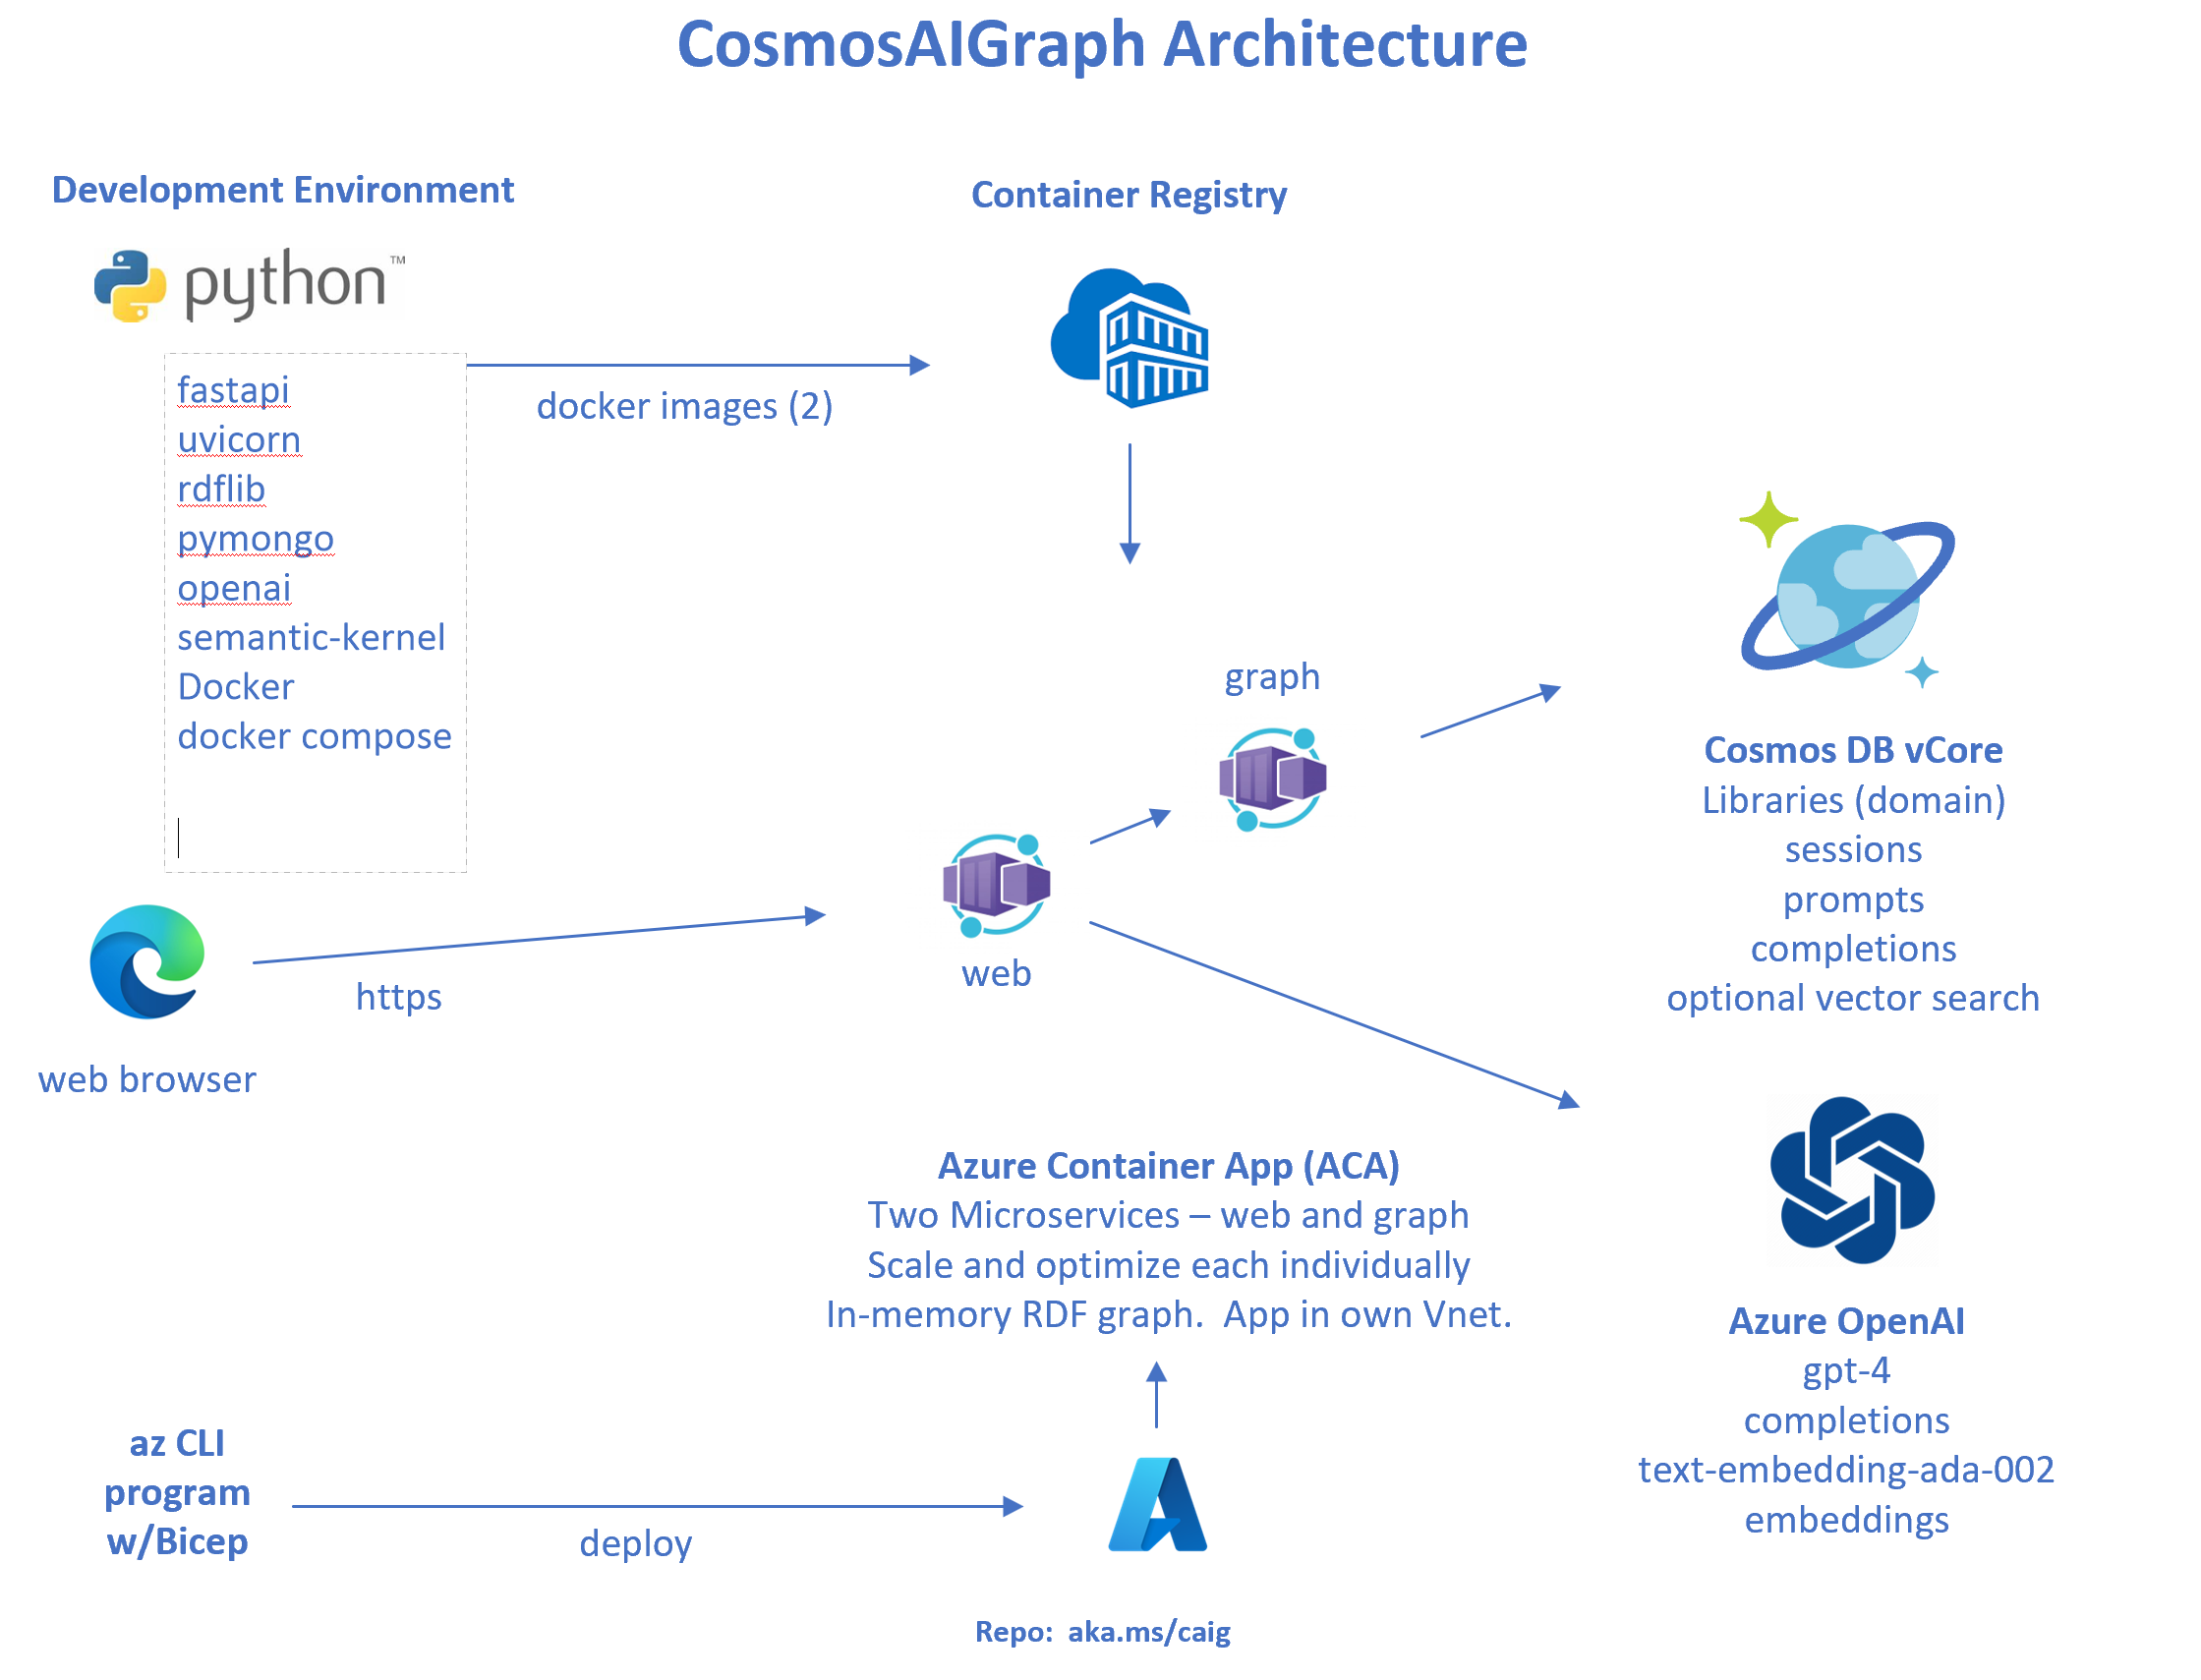 CosmosAIGraph Architecture
Development Environment
python™
fastapi
uvicorn
rdflib
pymongo
openai
semantic-kernel
Docker
docker compose
docker images (2)
Container Registry
graph
web
https
web browser
Cosmos DB vCore
Libraries (domain)
sessions
prompts
completions
optional vector search
Azure Container App (ACA)
Two Microservices – web and graph
Scale and optimize each individually
In-memory RDF graph.  App in own Vnet.
Azure OpenAI
gpt-4
completions
text-embedding-ada-002
embeddings
az CLI
program
w/Bicep
deploy
Repo:  aka.ms/caig